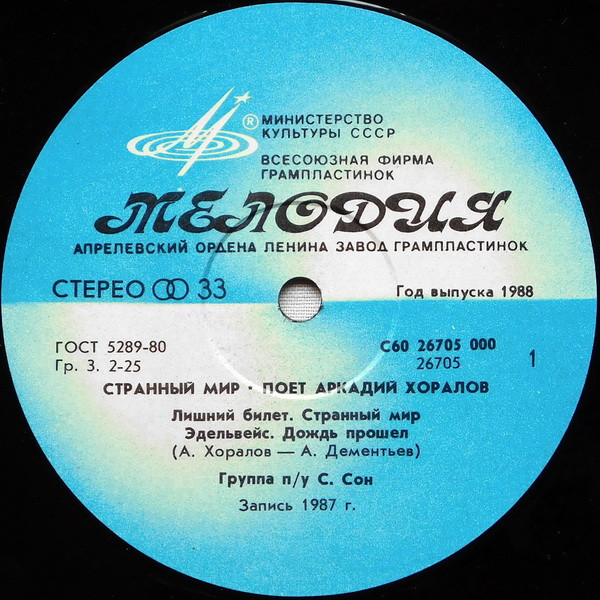 ® МИНИСТЕРСТВО
КУЛЬТУРЫ СССР
ВСЕСОЮЗНАЯ ФИРМА
ГРАМПЛАСТИНОК
МЕЛОДИЯ
АПРЕЛЕВСКИЙ ОРДЕНА ЛЕНИНА ЗАВОД ГРАМПЛАСТИНОК
СТЕРЕО 33
Год выпуска 1988
ГОСТ 5289-80
С60 26705 000
Гр. 3. 2-25
26705
1
СТРАННЫЙ МИР · ПОЕТ АРКАДИЙ ХОРАЛОВ
Лишний билет. Странный мир
Эдельвейс. Дождь прошел
(А. Хоралов — А. Дементьев)
Группа п/у С. Сон
Запись 1987 г.